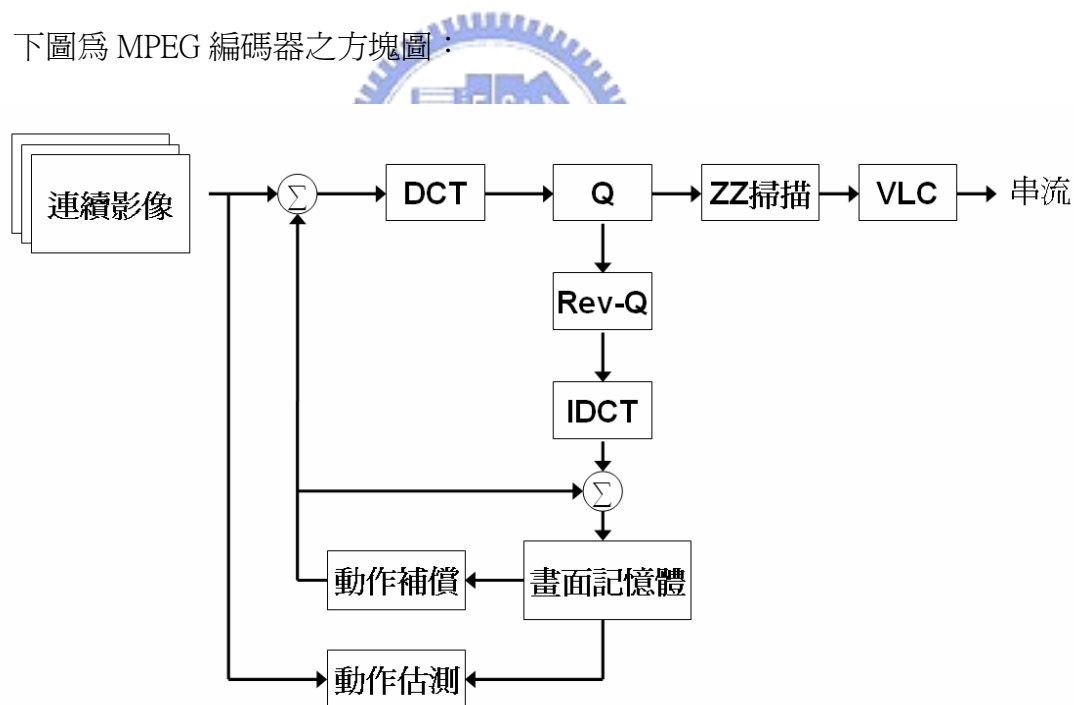 下圖為 MPEG 編碼器之方塊圖：
連續影像
Σ
DCT
Q
ZZ掃描
VLC
串流
Rev-Q
IDCT
Σ
動作補償
畫面記憶體
動作估測